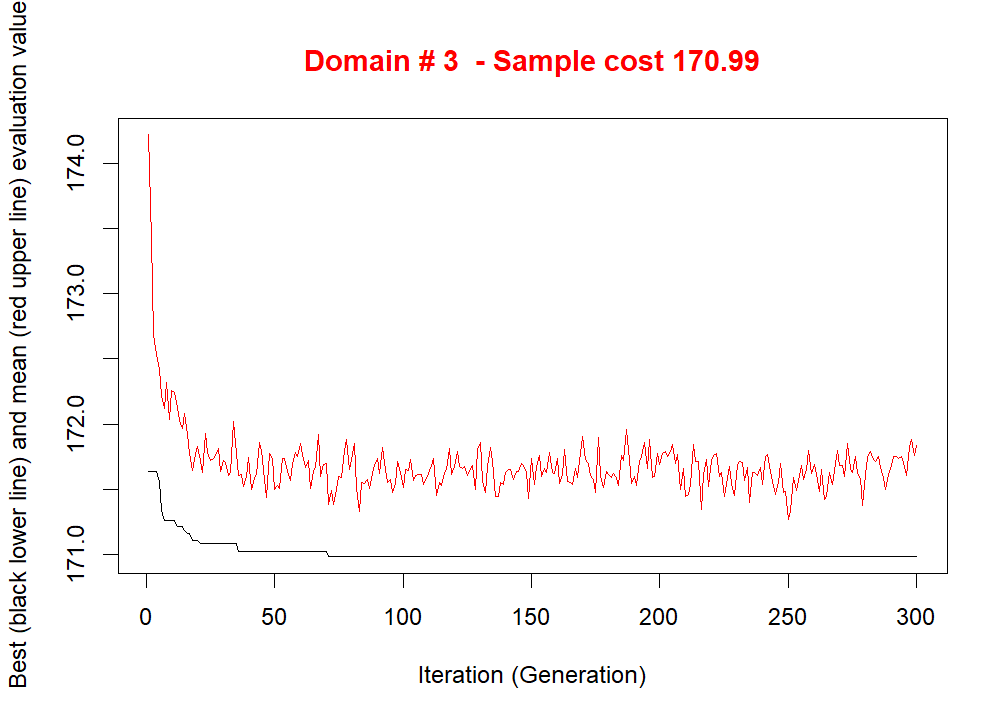 Domain # 3  - Sample cost 170.99
Best (black lower line) and mean (red upper line) evaluation value
174.0
173.0
172.0
171.0
0 50 100 150 200 250 300
Iteration (Generation)